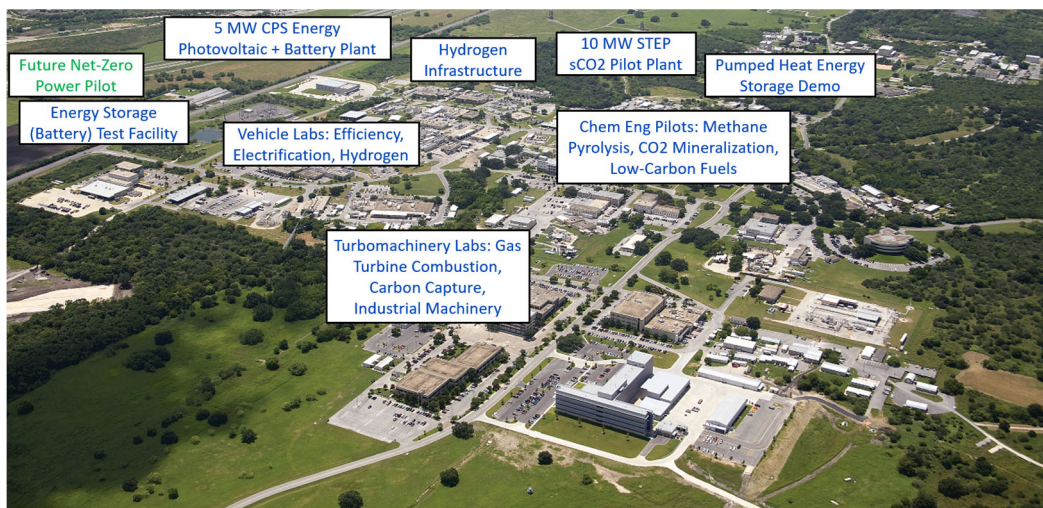 5 MW CPS Energy
Photovoltaic + Battery Plant
Hydrogen
Infrastructure
10 MW STEP
sCO2 Pilot Plant
Pumped Heat Energy
Storage Demo
Future Net-Zero
Power Pilot
Energy Storage
(Battery) Test Facility
Vehicle Labs: Efficiency,
Electrification, Hydrogen
Chem Eng Pilots: Methane
Pyrolysis, CO2 Mineralization,
Low-Carbon Fuels
Turbomachinery Labs: Gas
Turbine Combustion,
Carbon Capture,
Industrial Machinery